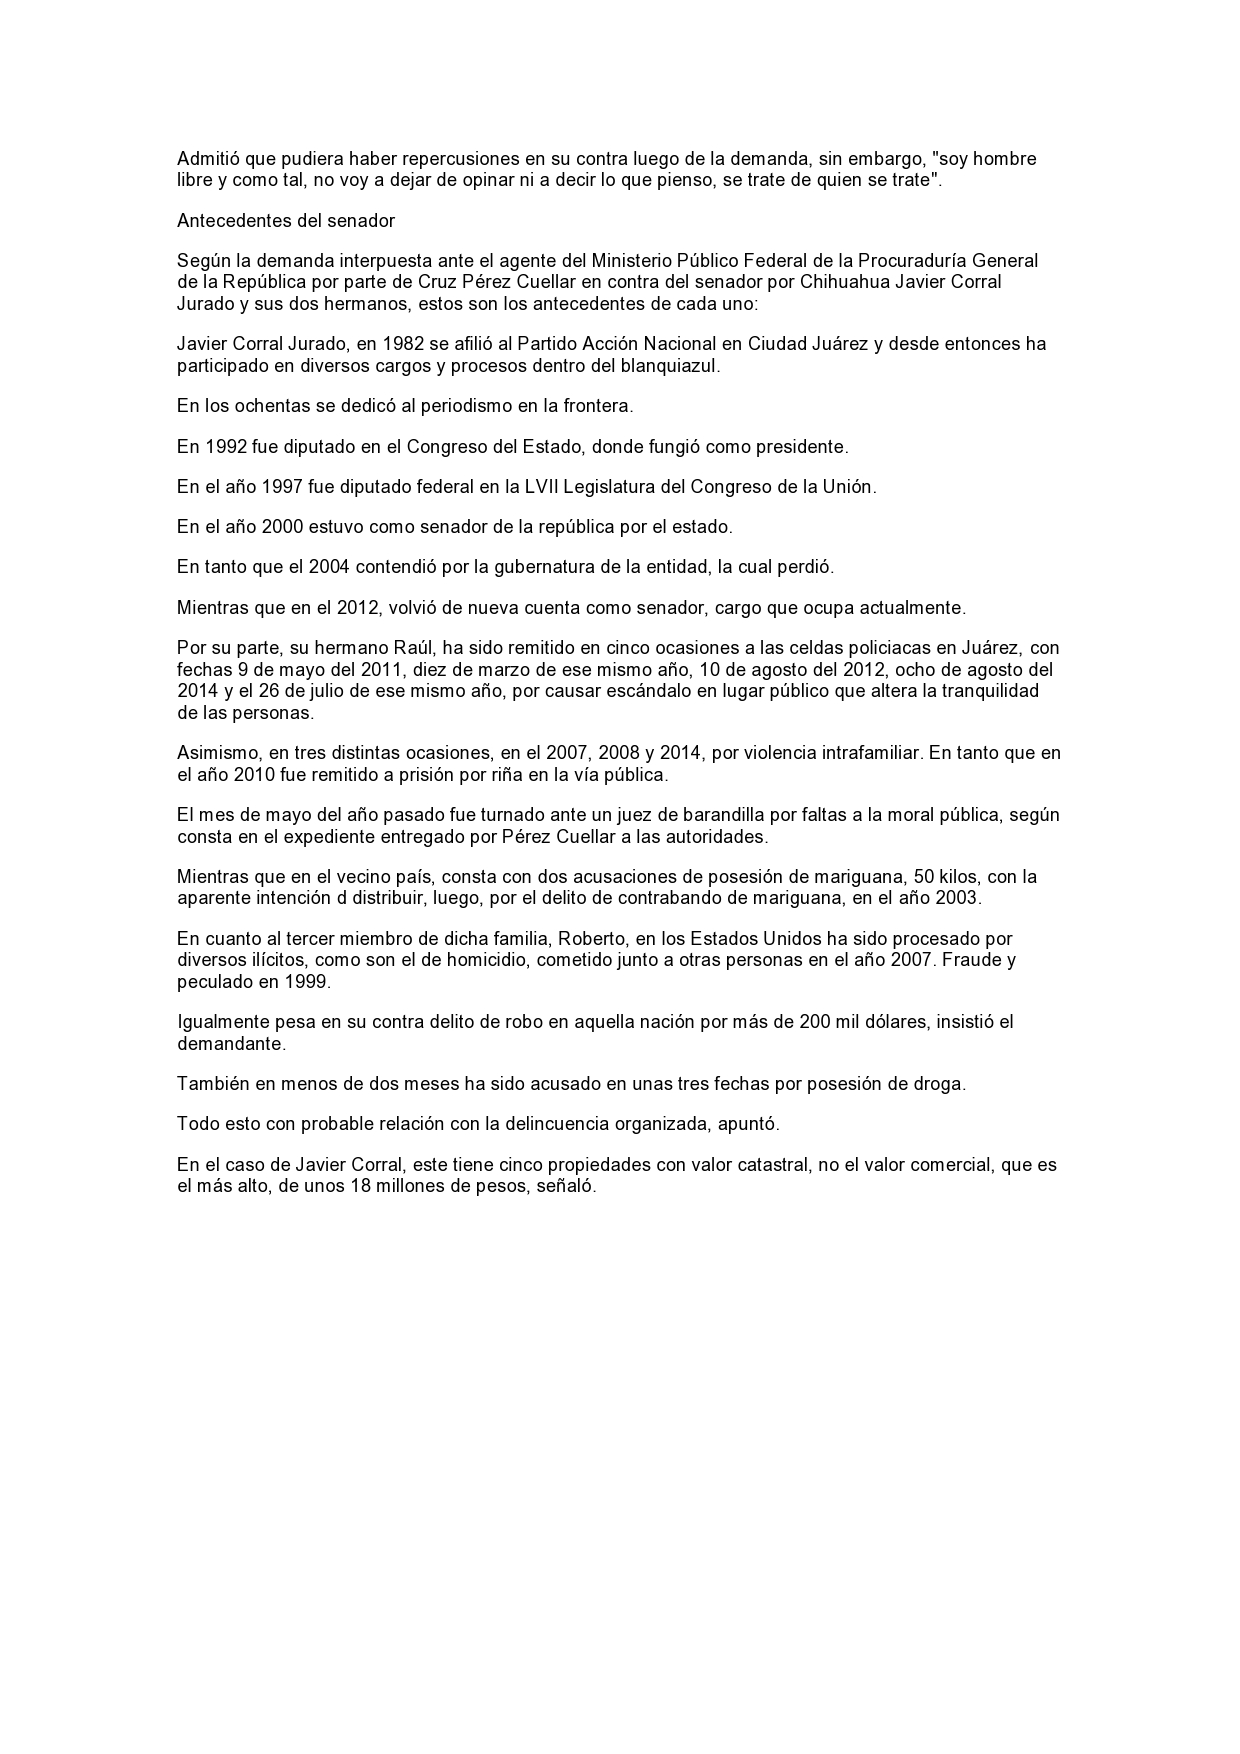 Admitió que pudiera haber repercusiones en su contra luego de la demanda, sin embargo, "soy hombre
libre y como tal, no voy a dejar de opinar ni a decir lo que pienso, se trate de quien se trate".
Antecedentes del senador
Según la demanda interpuesta ante el agente del Ministerio Público Federal de la Procuraduría General
de la República por parte de Cruz Pérez Cuellar en contra del senador por Chihuahua Javier Corral
Jurado y sus dos hermanos, estos son los antecedentes de cada uno:
Javier Corral Jurado, en 1982 se afilió al Partido Acción Nacional en Ciudad Juárez y desde entonces ha
participado en diversos cargos y procesos dentro del blanquiazul.
En los ochentas se dedicó al periodismo en la frontera.
En 1992 fue diputado en el Congreso del Estado, donde fungió como presidente.
En el año 1997 fue diputado federal en la LVII Legislatura del Congreso de la Unión.
En el año 2000 estuvo como senador de la república por el estado.
En tanto que el 2004 contendió por la gubernatura de la entidad, la cual perdió.
Mientras que en el 2012, volvió de nueva cuenta como senador, cargo que ocupa actualmente.
Por su parte, su hermano Raúl, ha sido remitido en cinco ocasiones a las celdas policiacas en Juárez, con
fechas 9 de mayo del 2011, diez de marzo de ese mismo año, 10 de agosto del 2012, ocho de agosto del
2014 y el 26 de julio de ese mismo año, por causar escándalo en lugar público que altera la tranquilidad
de las personas.
Asimismo, en tres distintas ocasiones, en el 2007, 2008 y 2014, por violencia intrafamiliar. En tanto que en
el año 2010 fue remitido a prisión por riña en la vía pública.
El mes de mayo del año pasado fue turnado ante un juez de barandilla por faltas a la moral pública, según
consta en el expediente entregado por Pérez Cuellar a las autoridades.
Mientras que en el vecino país, consta con dos acusaciones de posesión de mariguana, 50 kilos, con la
aparente intención d distribuir, luego, por el delito de contrabando de mariguana, en el año 2003.
En cuanto al tercer miembro de dicha familia, Roberto, en los Estados Unidos ha sido procesado por
diversos ilícitos, como son el de homicidio, cometido junto a otras personas en el año 2007. Fraude y
peculado en 1999.
Igualmente pesa en su contra delito de robo en aquella nación por más de 200 mil dólares, insistió el
demandante.
También en menos de dos meses ha sido acusado en unas tres fechas por posesión de droga.
Todo esto con probable relación con la delincuencia organizada, apuntó.
En el caso de Javier Corral, este tiene cinco propiedades con valor catastral, no el valor comercial, que es
el más alto, de unos 18 millones de pesos, señaló.